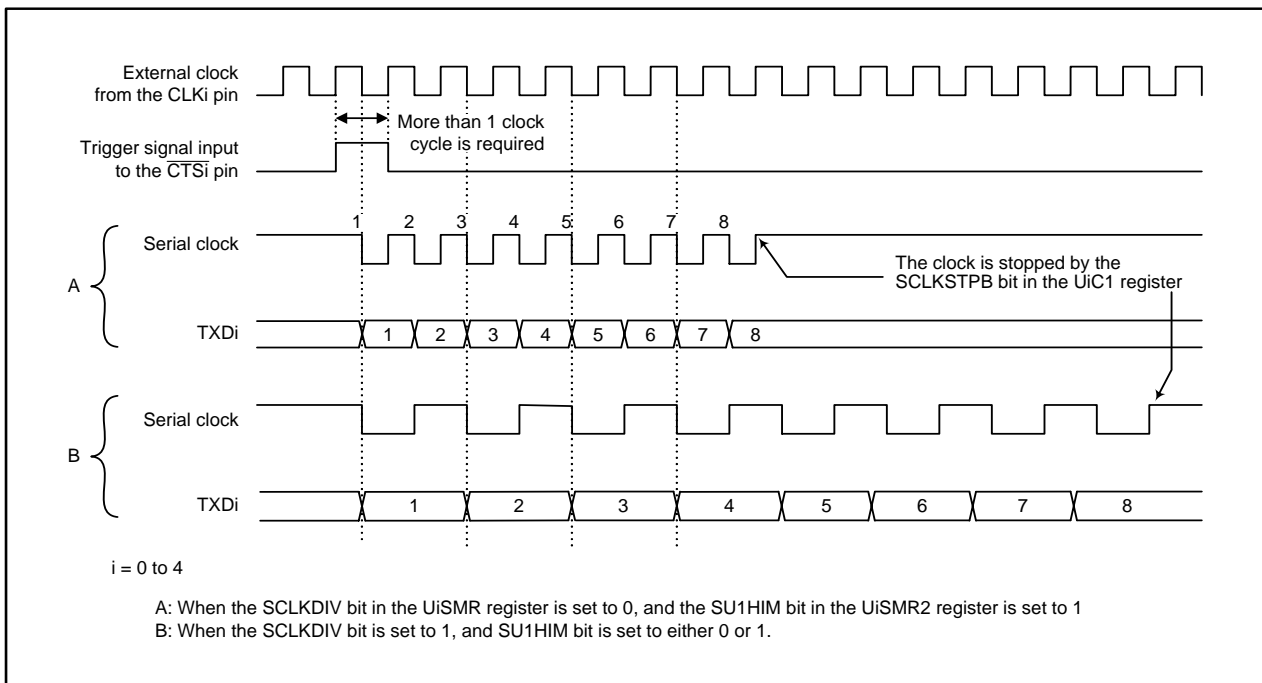 External clock
from the CLKi pin
More than 1 clock
cycle is required
Trigger signal input
to the CTSi pin
1 2 3 4 5 6 7 8
A
Serial clock
The clock is stopped by the
SCLKSTPB bit in the UiC1 register
TXDi
1 2 3 4 5 6 7 8
B
Serial clock
TXDi
1 2 3 4 5 6 7 8
i = 0 to 4
A: When the SCLKDIV bit in the UiSMR register is set to 0, and the SU1HIM bit in the UiSMR2 register is set to 1
B: When the SCLKDIV bit is set to 1, and SU1HIM bit is set to either 0 or 1.